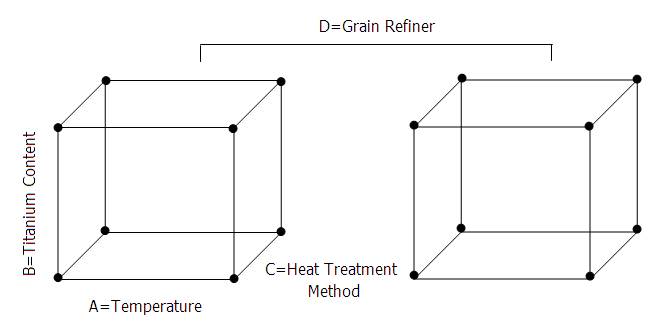 D=Grain Refiner
B=Titanium Content
C=Heat Treatment
Method
A=Temperature